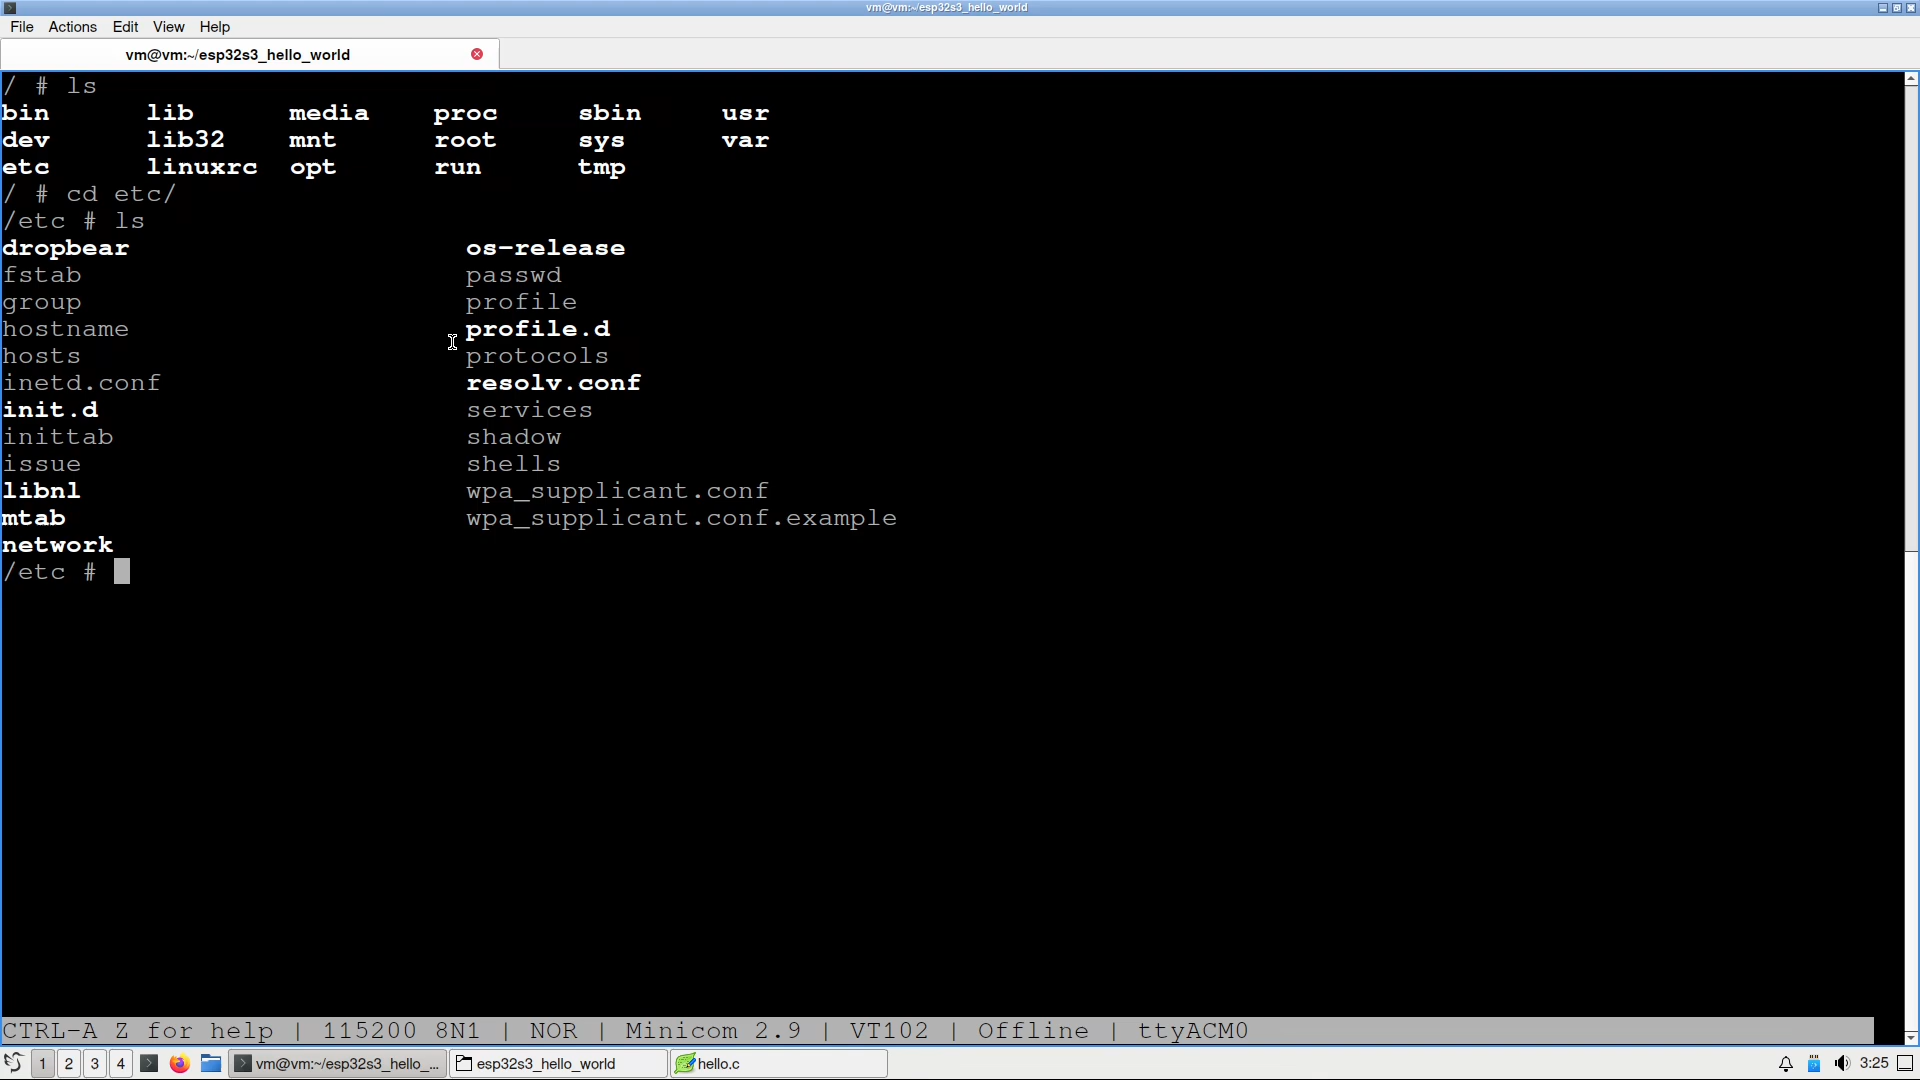 vm@vm:~/esp32s3_hello_world
File Actions Edit View Help
vm@vm:~/esp32s3_hello_world
/ # ls
bin lib media proc sbin usr
dev lib32 mnt root sys var
etc linuxrc opt run tmp
/ # cd etc/
/etc # ls
dropbear os-release
fstab passwd
group profile
hostname profile.d
hosts protocols
inetd.conf resolv.conf
init.d services
inittab shadow
issue shells
libnl wpa_supplicant.conf
mtab wpa_supplicant.conf.example
network
/etc #
CTRL-A Z for help | 115200 8N1 | NOR | Minicom 2.9 | VT102 | Offline | ttyACM0
1 2 3 4 vm@vm:~/esp32s3_hello_... esp32s3_hello_world hello.c 3:25